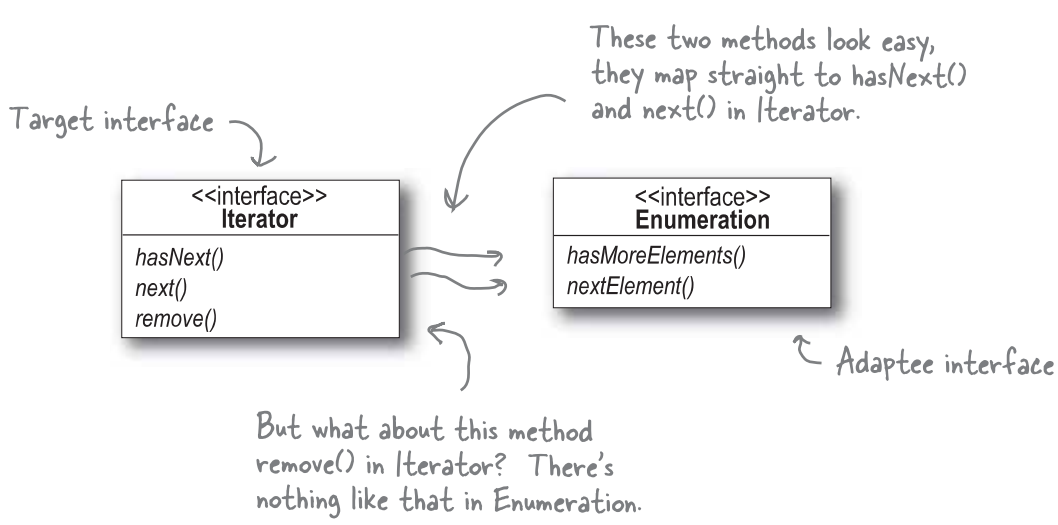 These two methods look easy,
they map straight to hasNext()
and next() in Iterator.
Target interface
<<interface>>
Iterator
hasNext()
next()
remove()
<<interface>>
Enumeration
hasMoreElements()
nextElement()
Adaptee interface
But what about this method
remove() in Iterator? There's
nothing like that in Enumeration.